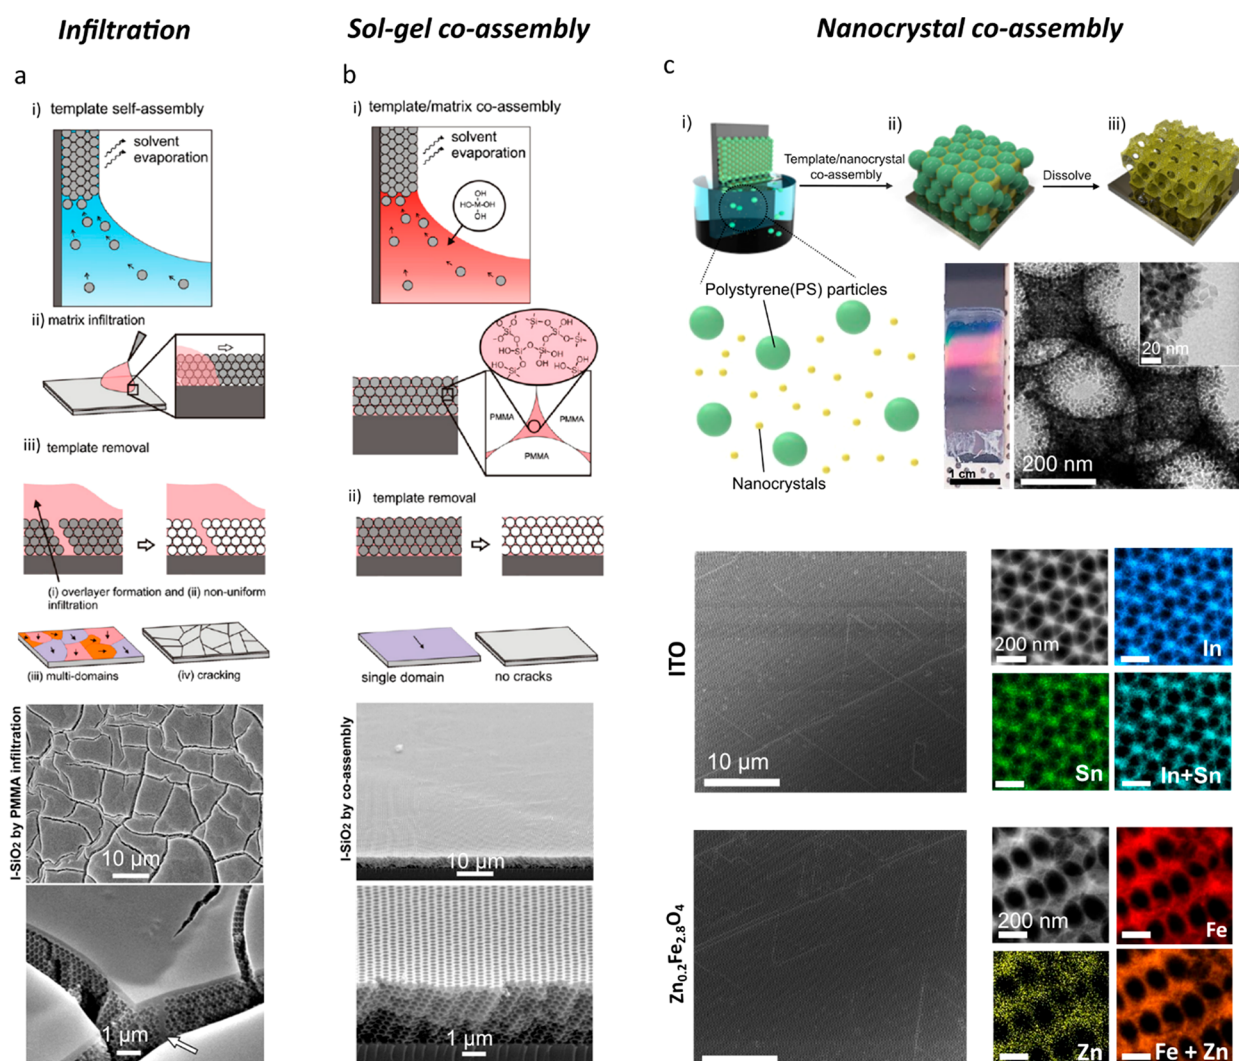 Infiltration
Sol-gel co-assembly
Nanocrystal co-assembly
a
i) template self-assembly
solvent
evaporation
ii) matrix infiltration
iii) template removal
(i) overlayer formation and (ii) non-uniform
infiltration
(iii) multi-domains
(iv) cracking
I-SiO2 by PMMA infiltration
10 µm
1 µm
b
i) template/matrix co-assembly
solvent
evaporation
OH
HO-M-OH
OH
PMMA
PMMA
PMMA
ii) template removal
single domain
no cracks
I-SiO2 by co-assembly
10 µm
1 µm
c
i)
Template/nanocrystal
co-assembly
ii)
Dissolve
iii)
Polystyrene(PS) particles
Nanocrystals
1 cm
20 nm
200 nm
ITO
10 µm
200 nm
In
Sn
In+Sn
Zn0.2Fe2.8O4
200 nm
Fe
Zn
Fe + Zn